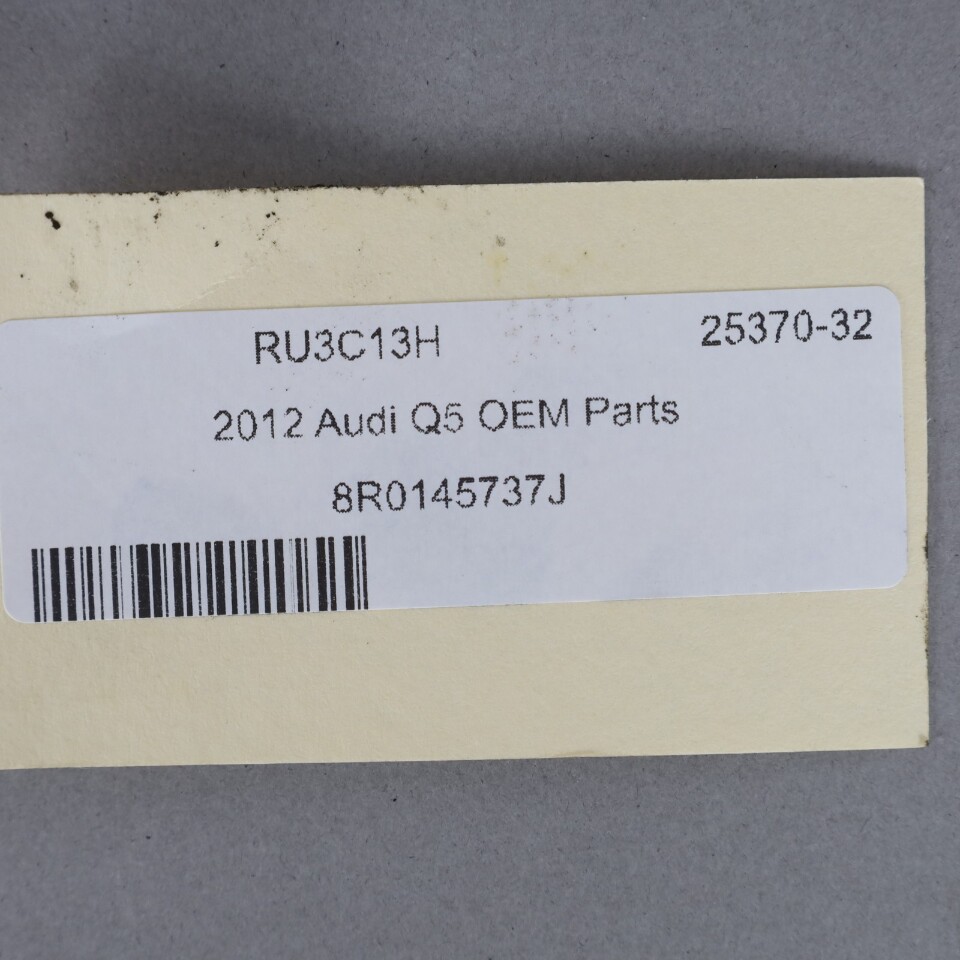 RU3C13H 25370-32
2012 Audi Q5 OEM Parts
8R0145737J